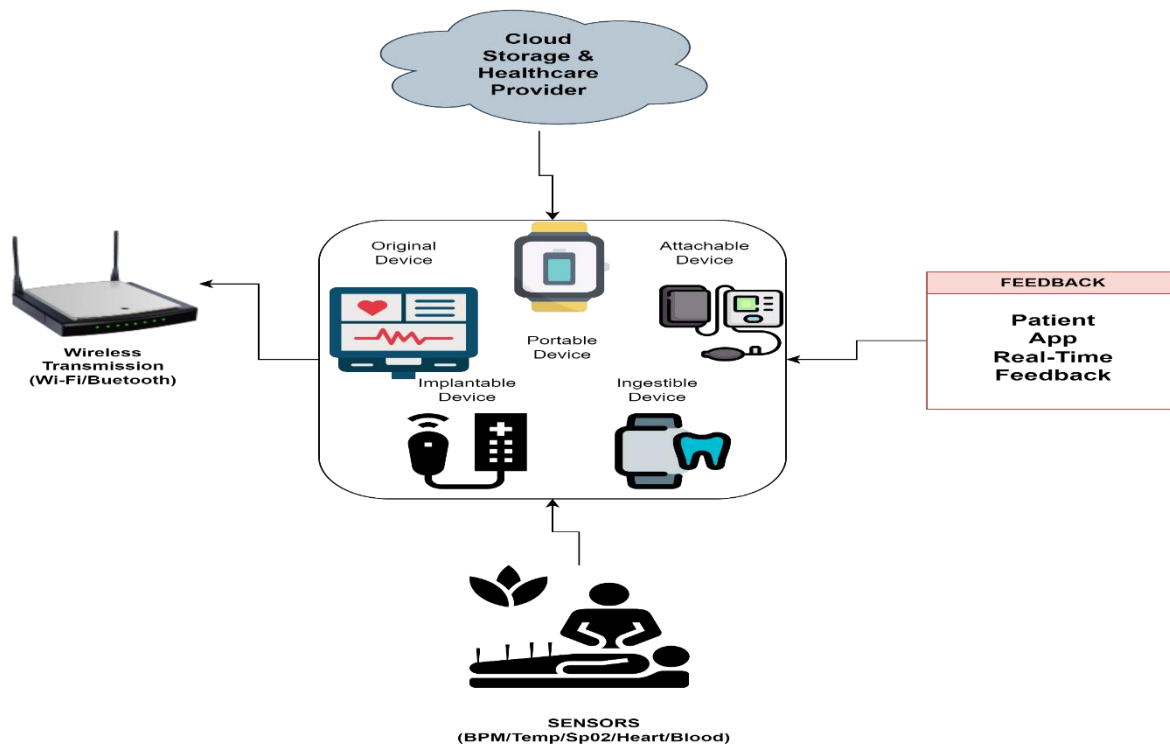 Cloud
Storage &
Healthcare
Provider
Original
Device
Attachable
Device
Portable
Device
Implantable
Device
Ingestible
Device
Wireless
Transmission
(Wi-Fi/Buetooth)
FEEDBACK
Patient
App
Real-Time
Feedback
SENSORS
(BPM/Temp/Sp02/Heart/Blood)